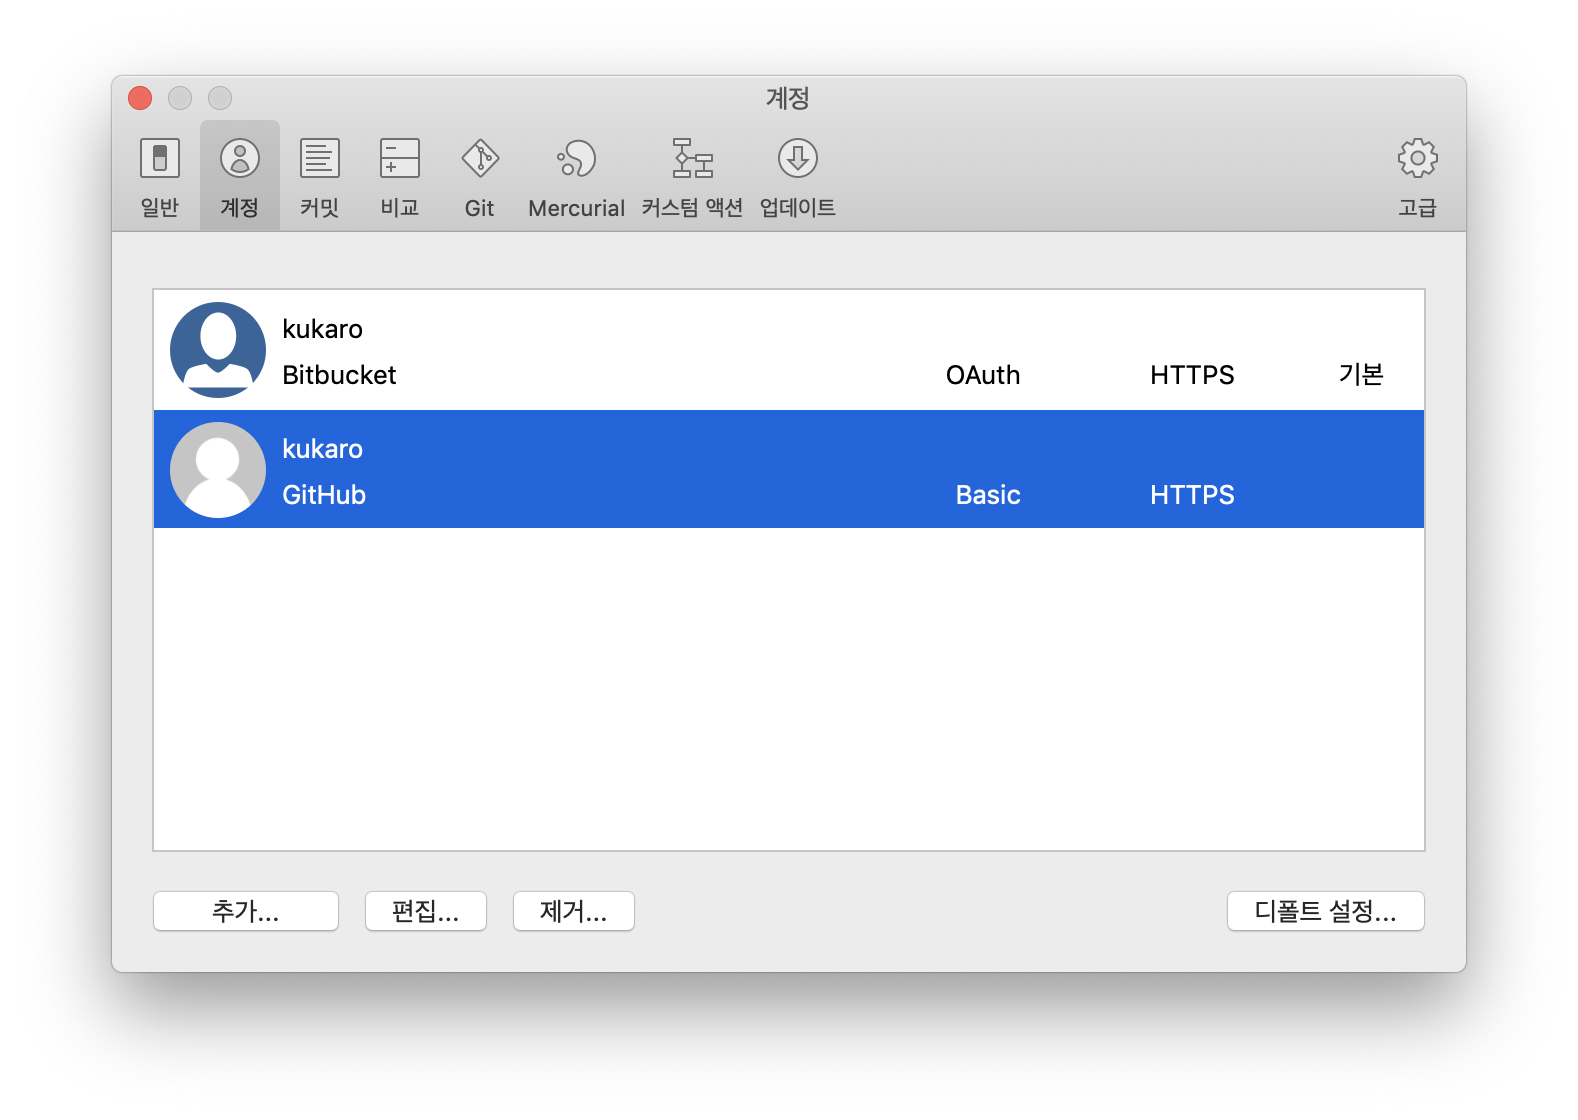 계정
일반
계정
커밋
비교
Git
Mercurial
커스텀 액션
업데이트
고급
kukaro
Bitbucket OAuth HTTPS 기본
kukaro
GitHub Basic HTTPS
추가... 편집... 제거... 디폴트 설정...